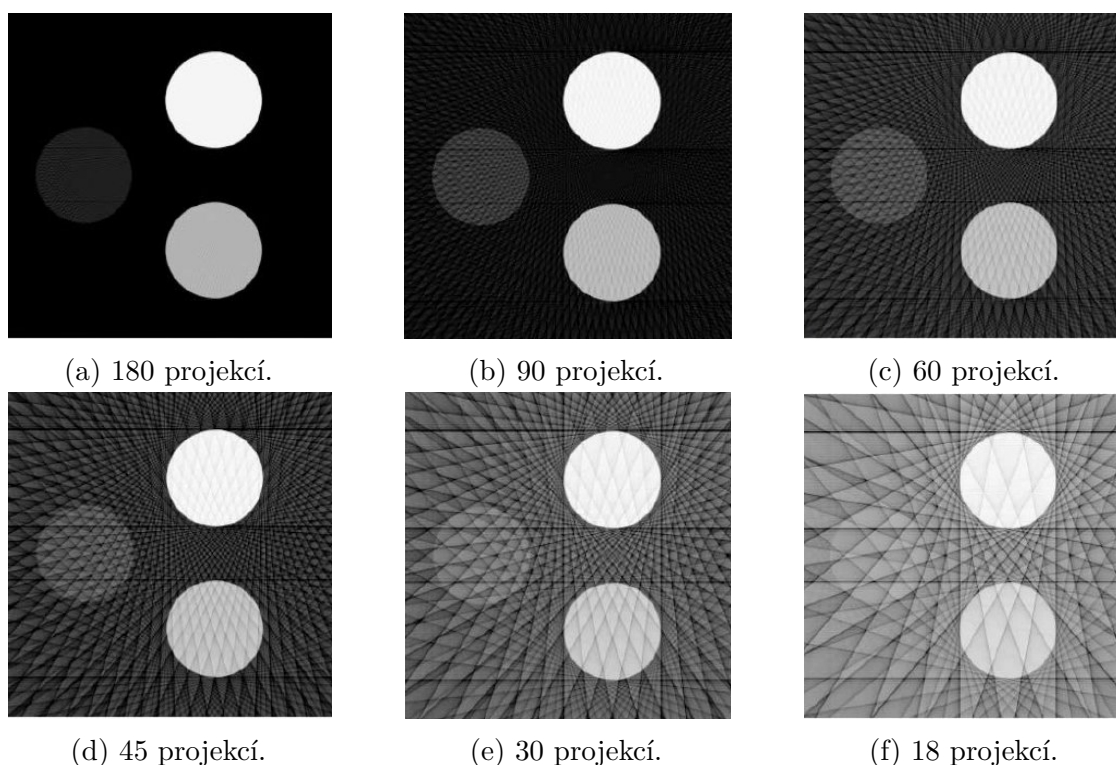 (a) 180 projekcí.
(b) 90 projekcí.
(c) 60 projekcí.
(d) 45 projekcí.
(e) 30 projekcí.
(f) 18 projekcí.